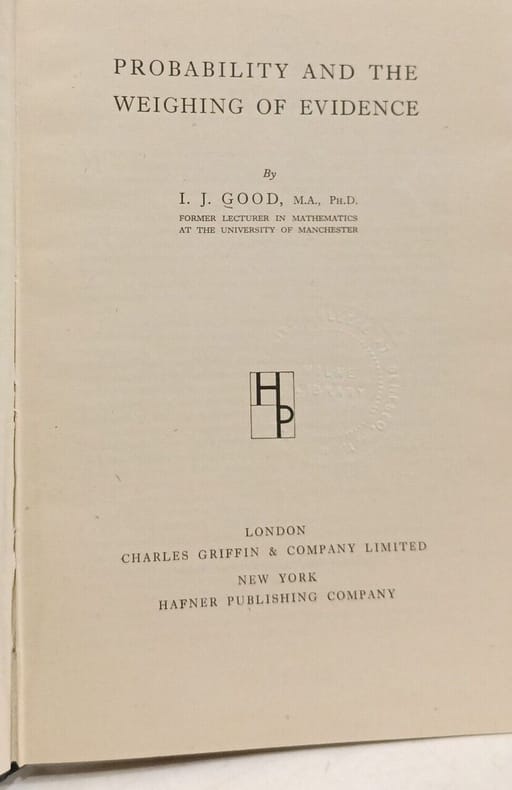 PROBABILITY AND THE
WEIGHING OF EVIDENCE
By
I. J. GOOD, M.A., Ph.D.
FORMER LECTURER IN MATHEMATICS
AT THE UNIVERSITY OF MANCHESTER
LIBRARY
H
P
LONDON
CHARLES GRIFFIN & COMPANY LIMITED
NEW YORK
HAFNER PUBLISHING COMPANY